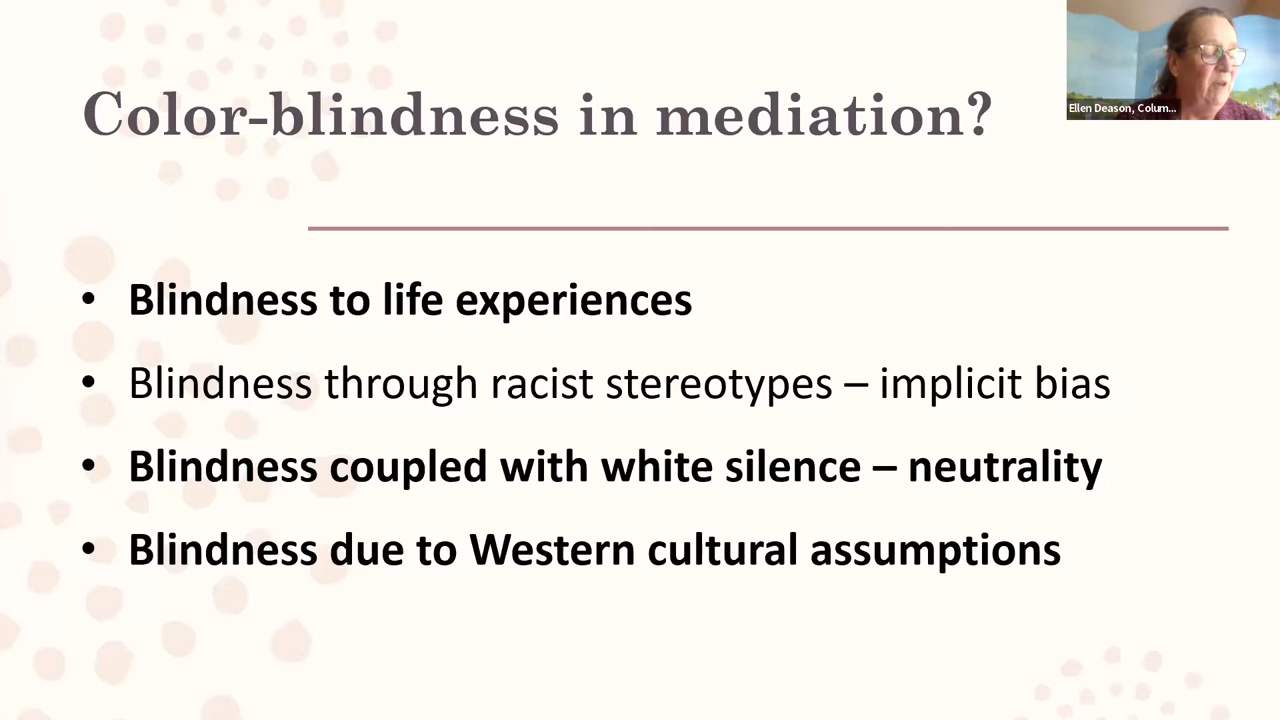 Color-blindness in mediation?
Ellen Deason, Colum...
• Blindness to life experiences
• Blindness through racist stereotypes – implicit bias
• Blindness coupled with white silence – neutrality
• Blindness due to Western cultural assumptions